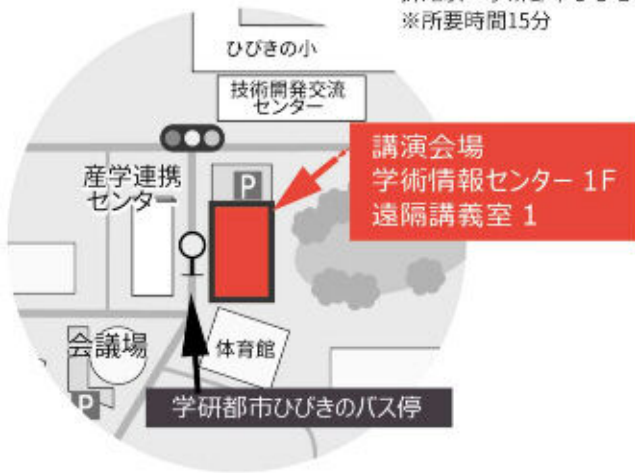 ※所要時間15分
ひびきの小
技術開発交流
センター
講演会場
学術情報センター 1F
遠隔講義室 1
産学連携
センター
P
会議場
体育館
P
学研都市ひびきのバス停